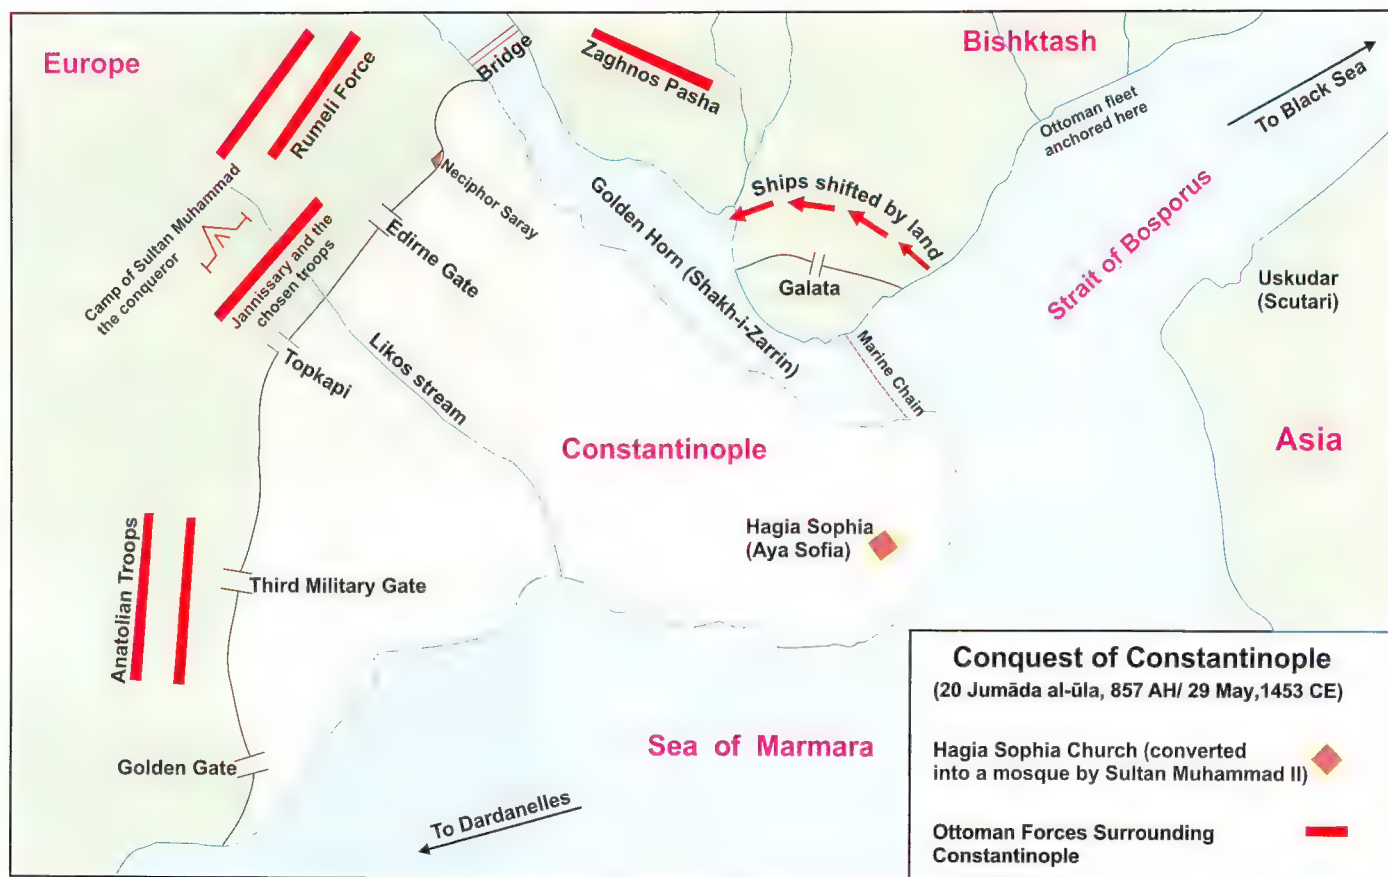 Europe
Rumeli Force
Bridge
Zaghnos Pasha
Bishktash
To Black Sea
Ottoman fleet
anchored here
Camp of Sultan Muhammad
the conqueror
Jannissary and the
chosen troops
Neciphor Saray
Edirne Gate
Topkapi
Likos stream
Golden Horn (Shakh-i-Zarrin)
Ships shifted by land
Galata
Marine Chain
Strait of Bosporus
Uskudar
(Scutari)
Asia
Constantinople
Hagia Sophia
(Aya Sofia)
Anatolian Troops
Third Military Gate
Golden Gate
Sea of Marmara
To Dardanelles
Conquest of Constantinople
(20 Jumāda al-ūla, 857 AH/ 29 May,1453 CE)
Hagia Sophia Church (converted
into a mosque by Sultan Muhammad II)
Ottoman Forces Surrounding
Constantinople